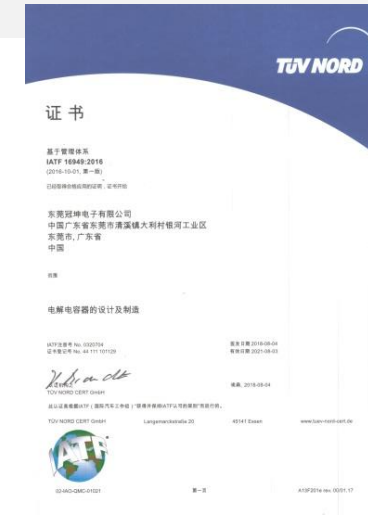 TÜV NORD
证书
基于管理体系
IATF 16949:2016
(2016-10-01, 第一版)
东莞冠坤电子有限公司
中国广东省东莞市清溪镇大利村银河工业区
东莞市, 广东省
中国
电解电容器的设计及制造
IATF注册号 No. 0320704
证书登记号 No. 44 111 101129
签发日期 2018-08-04
有效日期 2021-08-03
TÜV NORD CERT GmbH
埃森, 2018-08-04
TÜV NORD CERT GmbH
Langemarckstraße 20
45141 Essen
www.tuev-nord-cert.de
IATF
02-IAO-QMC-01021
第一页